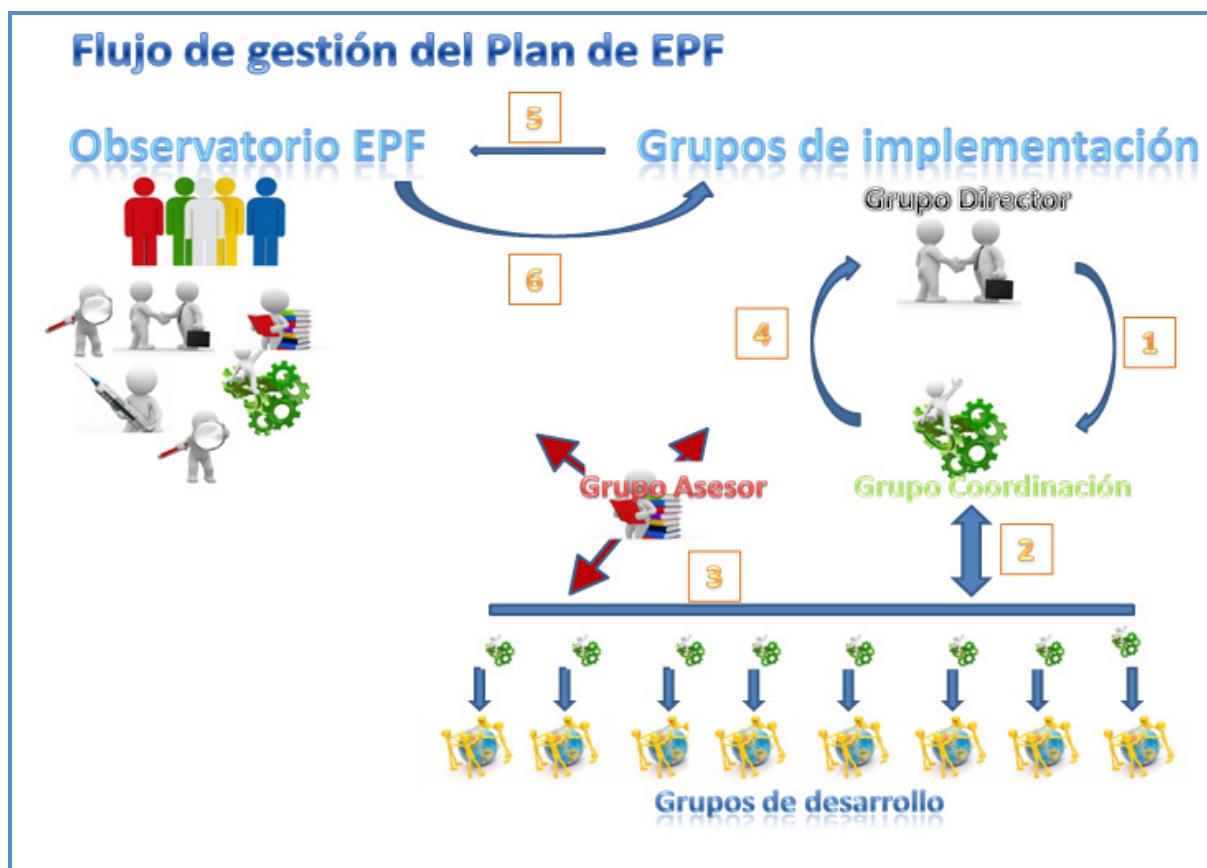 Flujo de gestión del Plan de EPF
5
Observatorio EPF
Grupos de implementación
Grupo Director
6
4
1
Grupo Asesor
Grupo Coordinación
2
3
Grupos de desarrollo